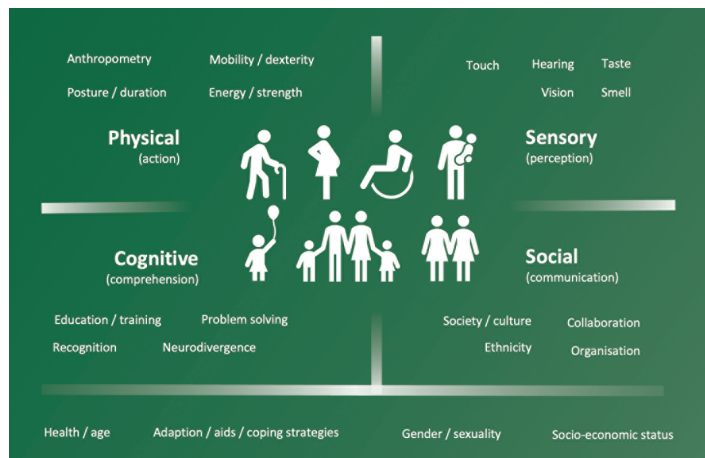 Anthropometry
Mobility / dexterity
Posture / duration
Energy / strength
Physical
(action)
Touch
Hearing
Taste
Vision
Smell
Sensory
(perception)
Cognitive
(comprehension)
Education / training
Problem solving
Recognition
Neurodivergence
Social
(communication)
Society / culture
Collaboration
Ethnicity
Organisation
Health / age
Adaption / aids / coping strategies
Gender / sexuality
Socio-economic status